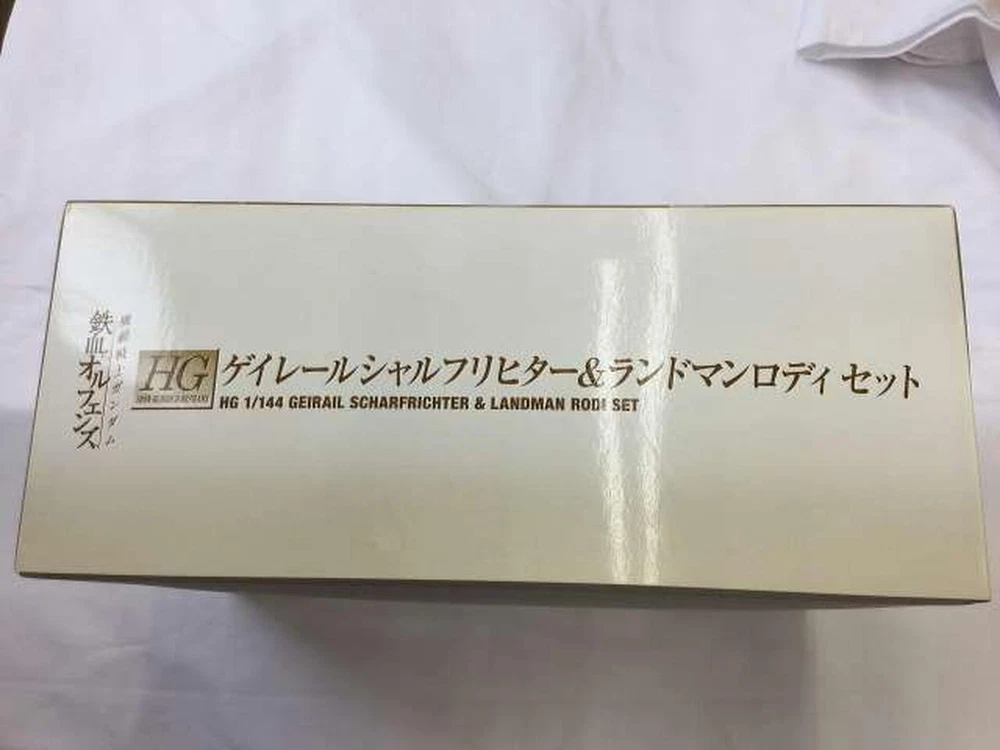 機動戦士ガンダム
鉄血のオルフェンズ
HG
ゲイレールシャルフリヒター&ランドマンロディ セット
HG 1/144 GEIRAIL SCHARFRICHTER & LANDMAN RODI SET